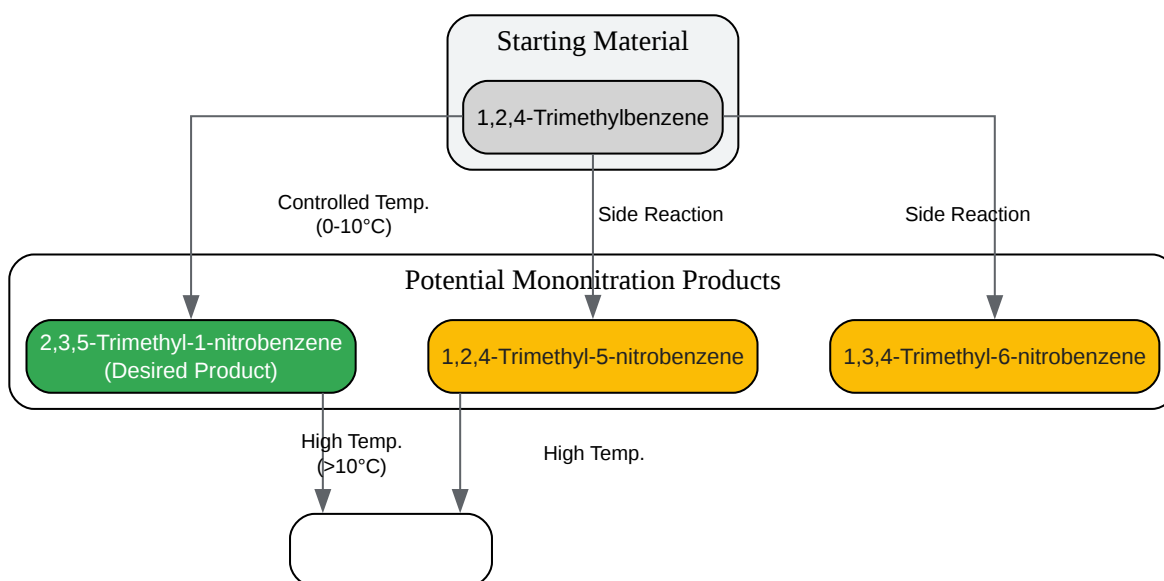 Starting Material
1,2,4-Trimethylbenzene
Controlled Temp.
(0-10°C)
Side Reaction
Side Reaction
Potential Mononitration Products
2,3,5-Trimethyl-1-nitrobenzene
(Desired Product)
1,2,4-Trimethyl-5-nitrobenzene
1,3,4-Trimethyl-6-nitrobenzene
High Temp.
(>10°C)
High Temp.